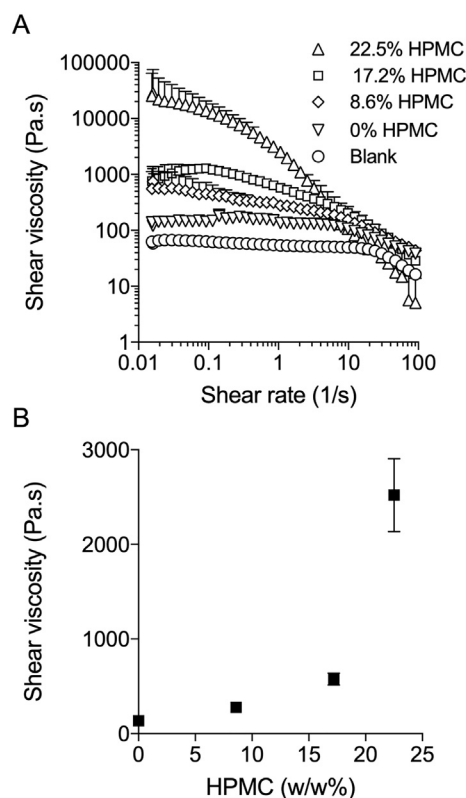 A
22.5% HPMC
17.2% HPMC
8.6% HPMC
0% HPMC
Blank
100000
10000
1000
100
10
1
0.01 0.1 1 10 100
Shear viscosity (Pa.s)
Shear rate (1/s)
B
3000
2000
1000
0
0 5 10 15 20 25
Shear viscosity (Pa.s)
HPMC (w/w%)